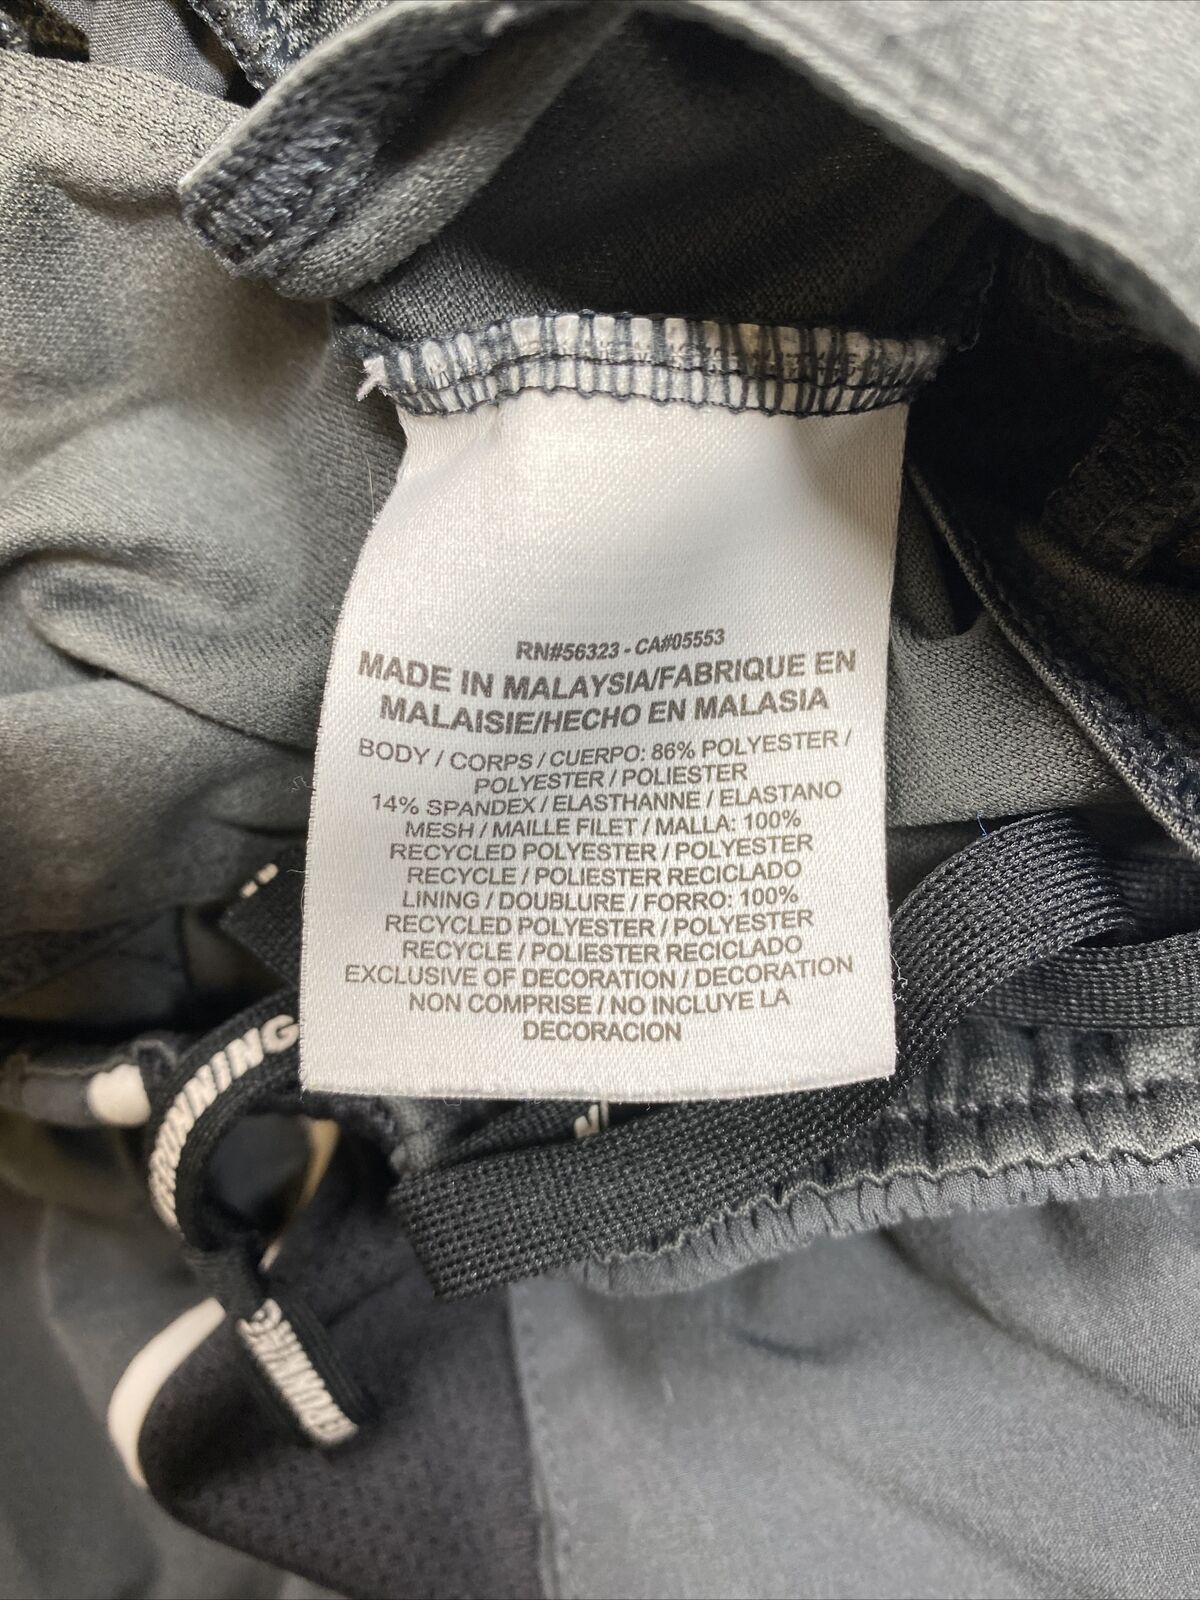 RN#56323 - CA#05553
MADE IN MALAYSIA/FABRIQUE EN
MALAISIE/HECHO EN MALASIA
BODY / CORPS / CUERPO: 86% POLYESTER /
POLYESTER / POLIESTER
14% SPANDEX / ELASTHANNE / ELASTANO
MESH / MAILLE FILET / MALLA: 100%
RECYCLED POLYESTER / POLYESTER
RECYCLE / POLIESTER RECICLADO
LINING / DOUBLURE / FORRO: 100%
RECYCLED POLYESTER / POLYESTER
RECYCLE / POLIESTER RECICLADO
EXCLUSIVE OF DECORATION / DECORATION
NON COMPRISE / NO INCLUYE LA
DECORACION